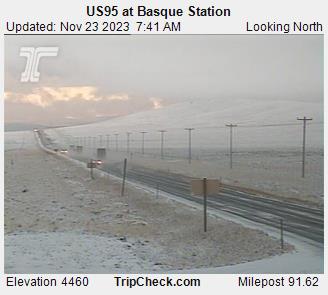 US95 at Basque Station
Updated: Nov 23 2023 7:41 AM Looking North
Elevation 4460 TripCheck.com Milepost 91.62